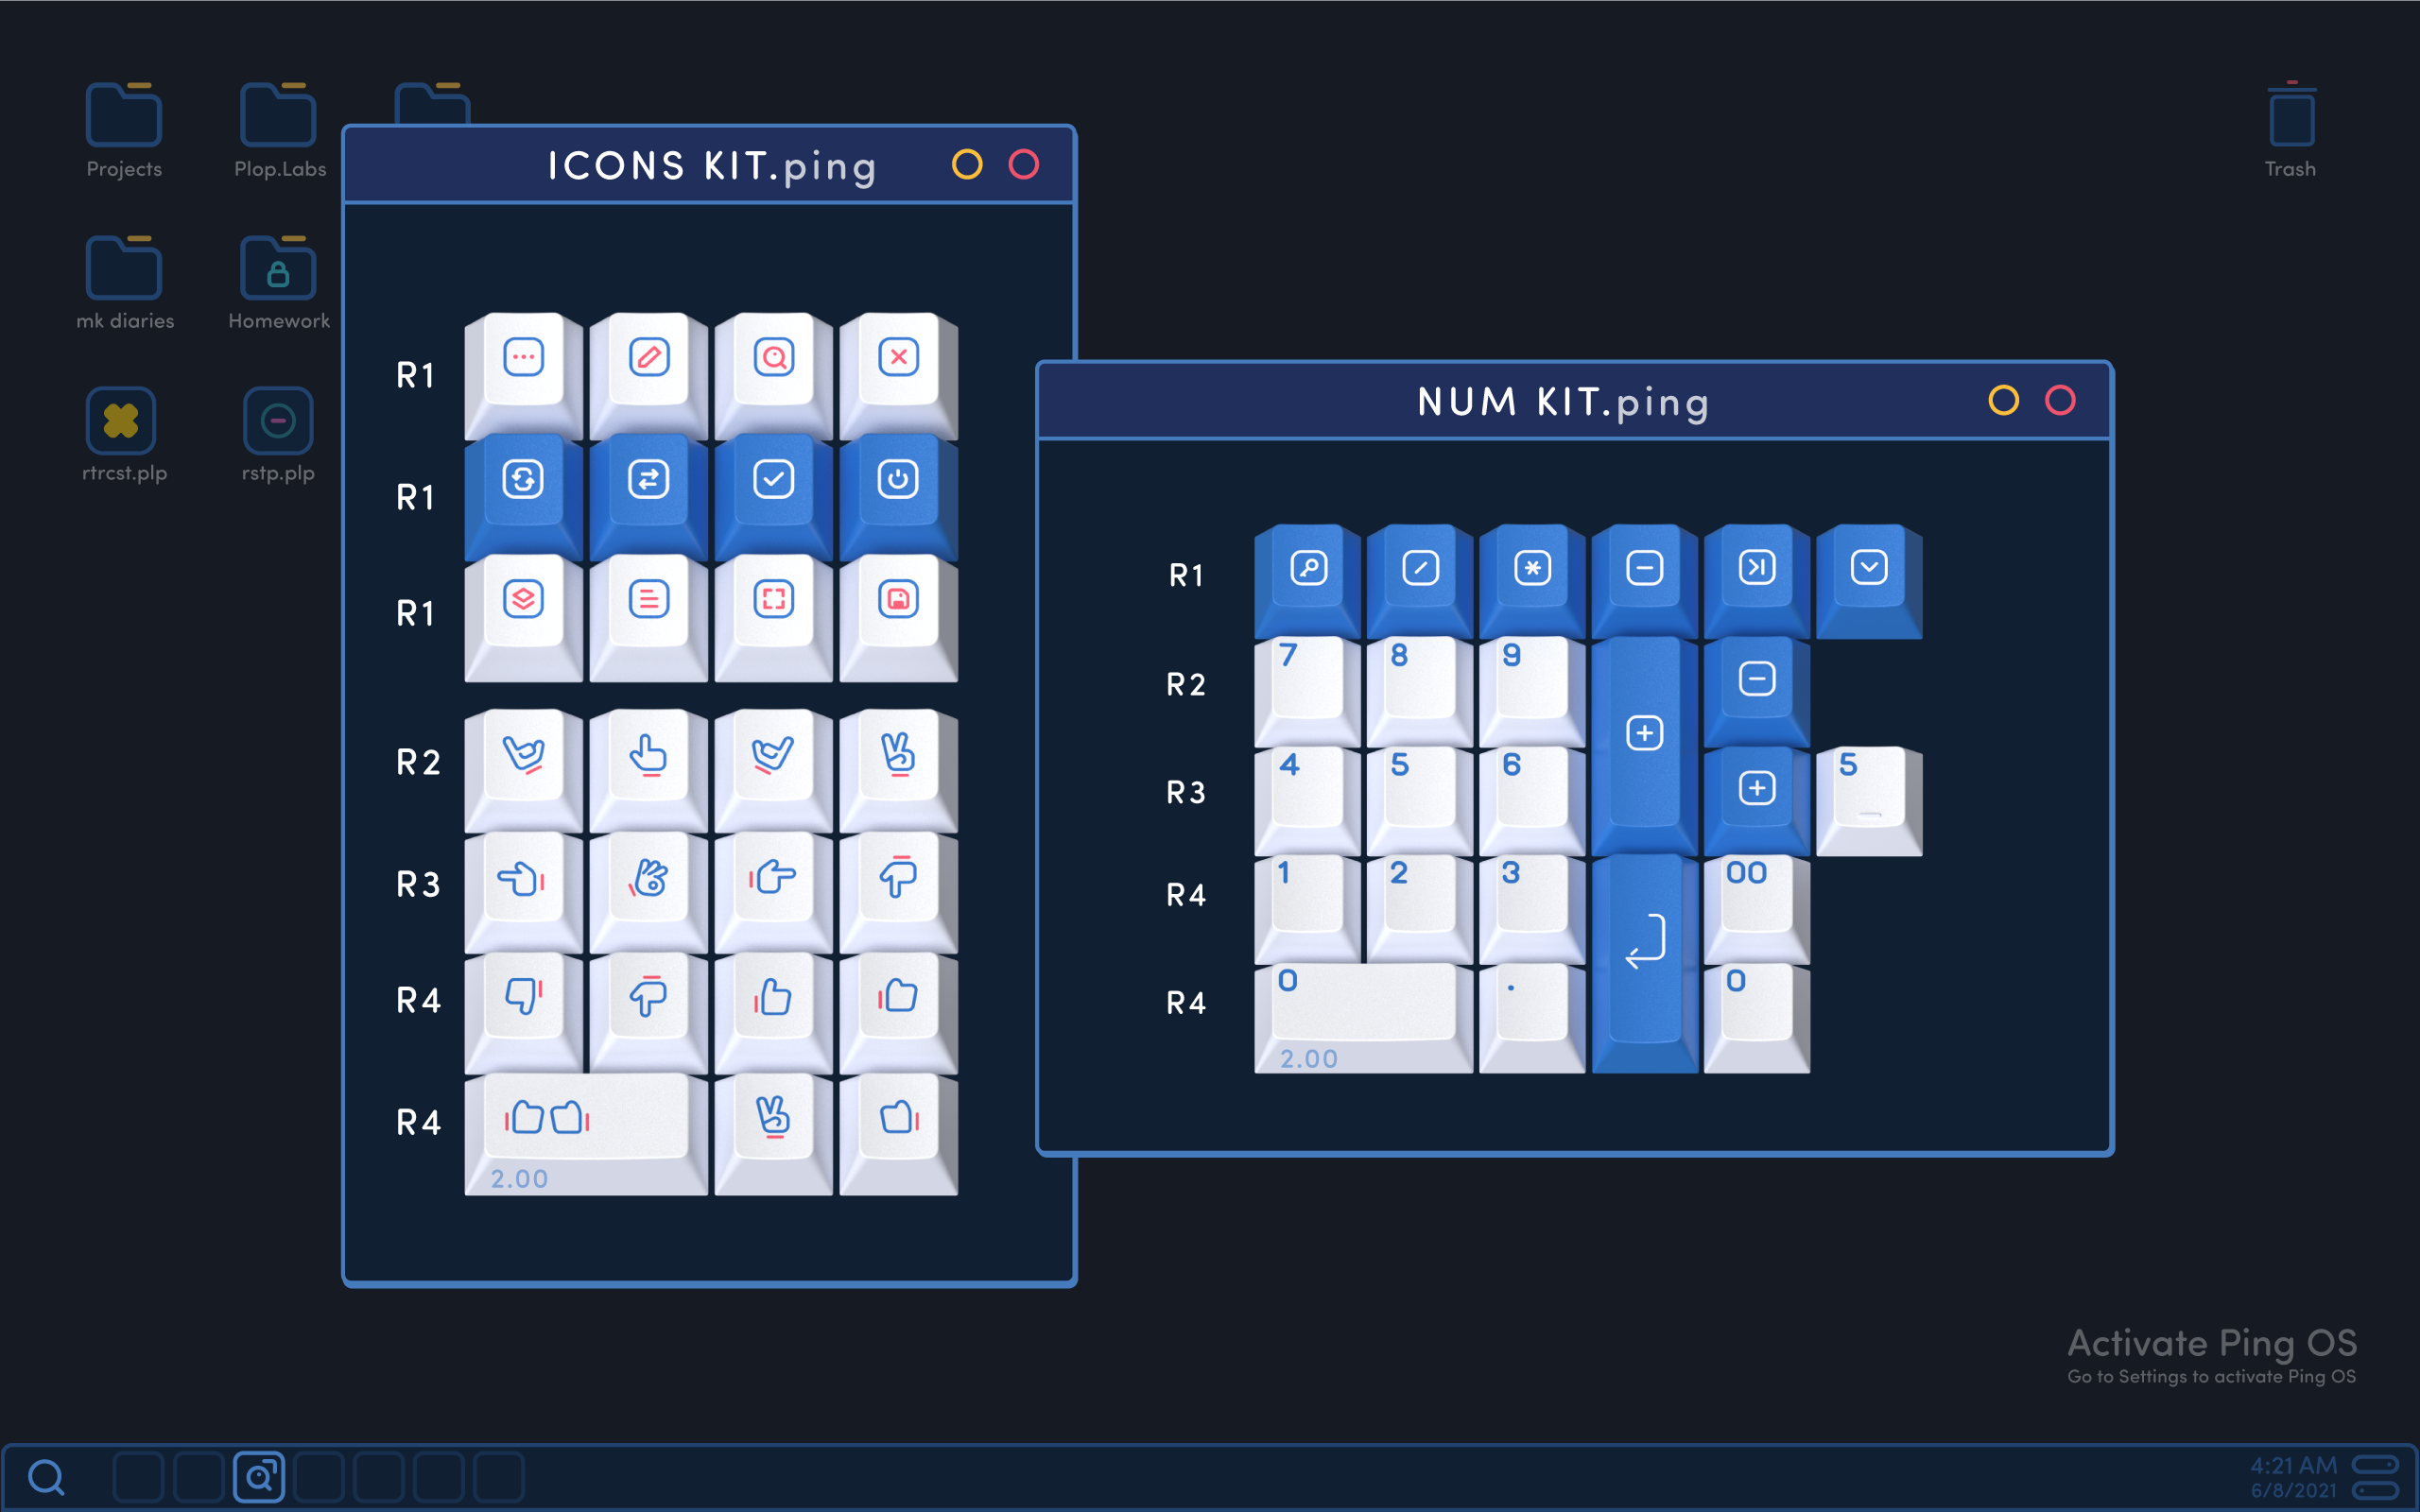 Projects
Plop.Labs
Trash
mk diaries
Homework
rtrcst.plp
rstp.plp
ICONS KIT.ping
R1
R1
R1
R2
R3
R4
R4
2.00
NUM KIT.ping
R1
R2
7 8 9
R3
4 5 6 5
R4
1 2 3 00
R4
0 . 0
2.00
Activate Ping OS
Go to Settings to activate Ping OS
4:21 AM
6/8/2021